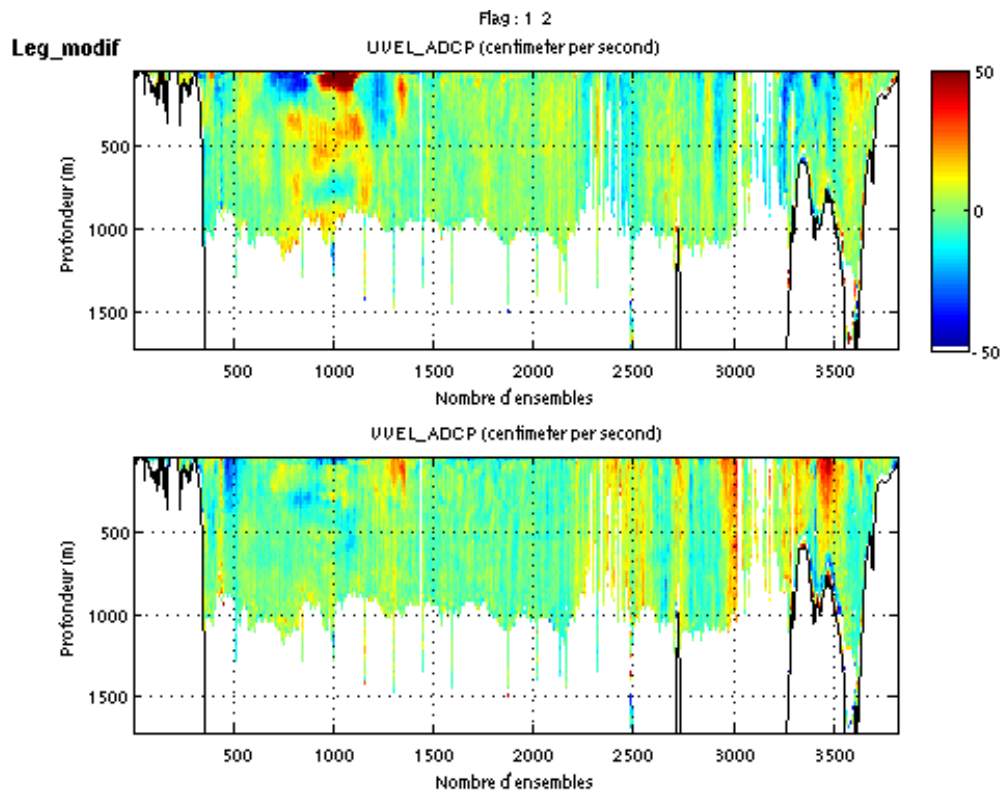 Flag : 1 2
Leg_modif
UVEL_ADCP (centimeter per second)
50
0
- 50
500
1000
1500
Profondeur (m)
500 1000 1500 2000 2500 3000 3500
Nombre d'ensembles
VVEL_ADCP (centimeter per second)
500
1000
1500
Profondeur (m)
500 1000 1500 2000 2500 3000 3500
Nombre d'ensembles